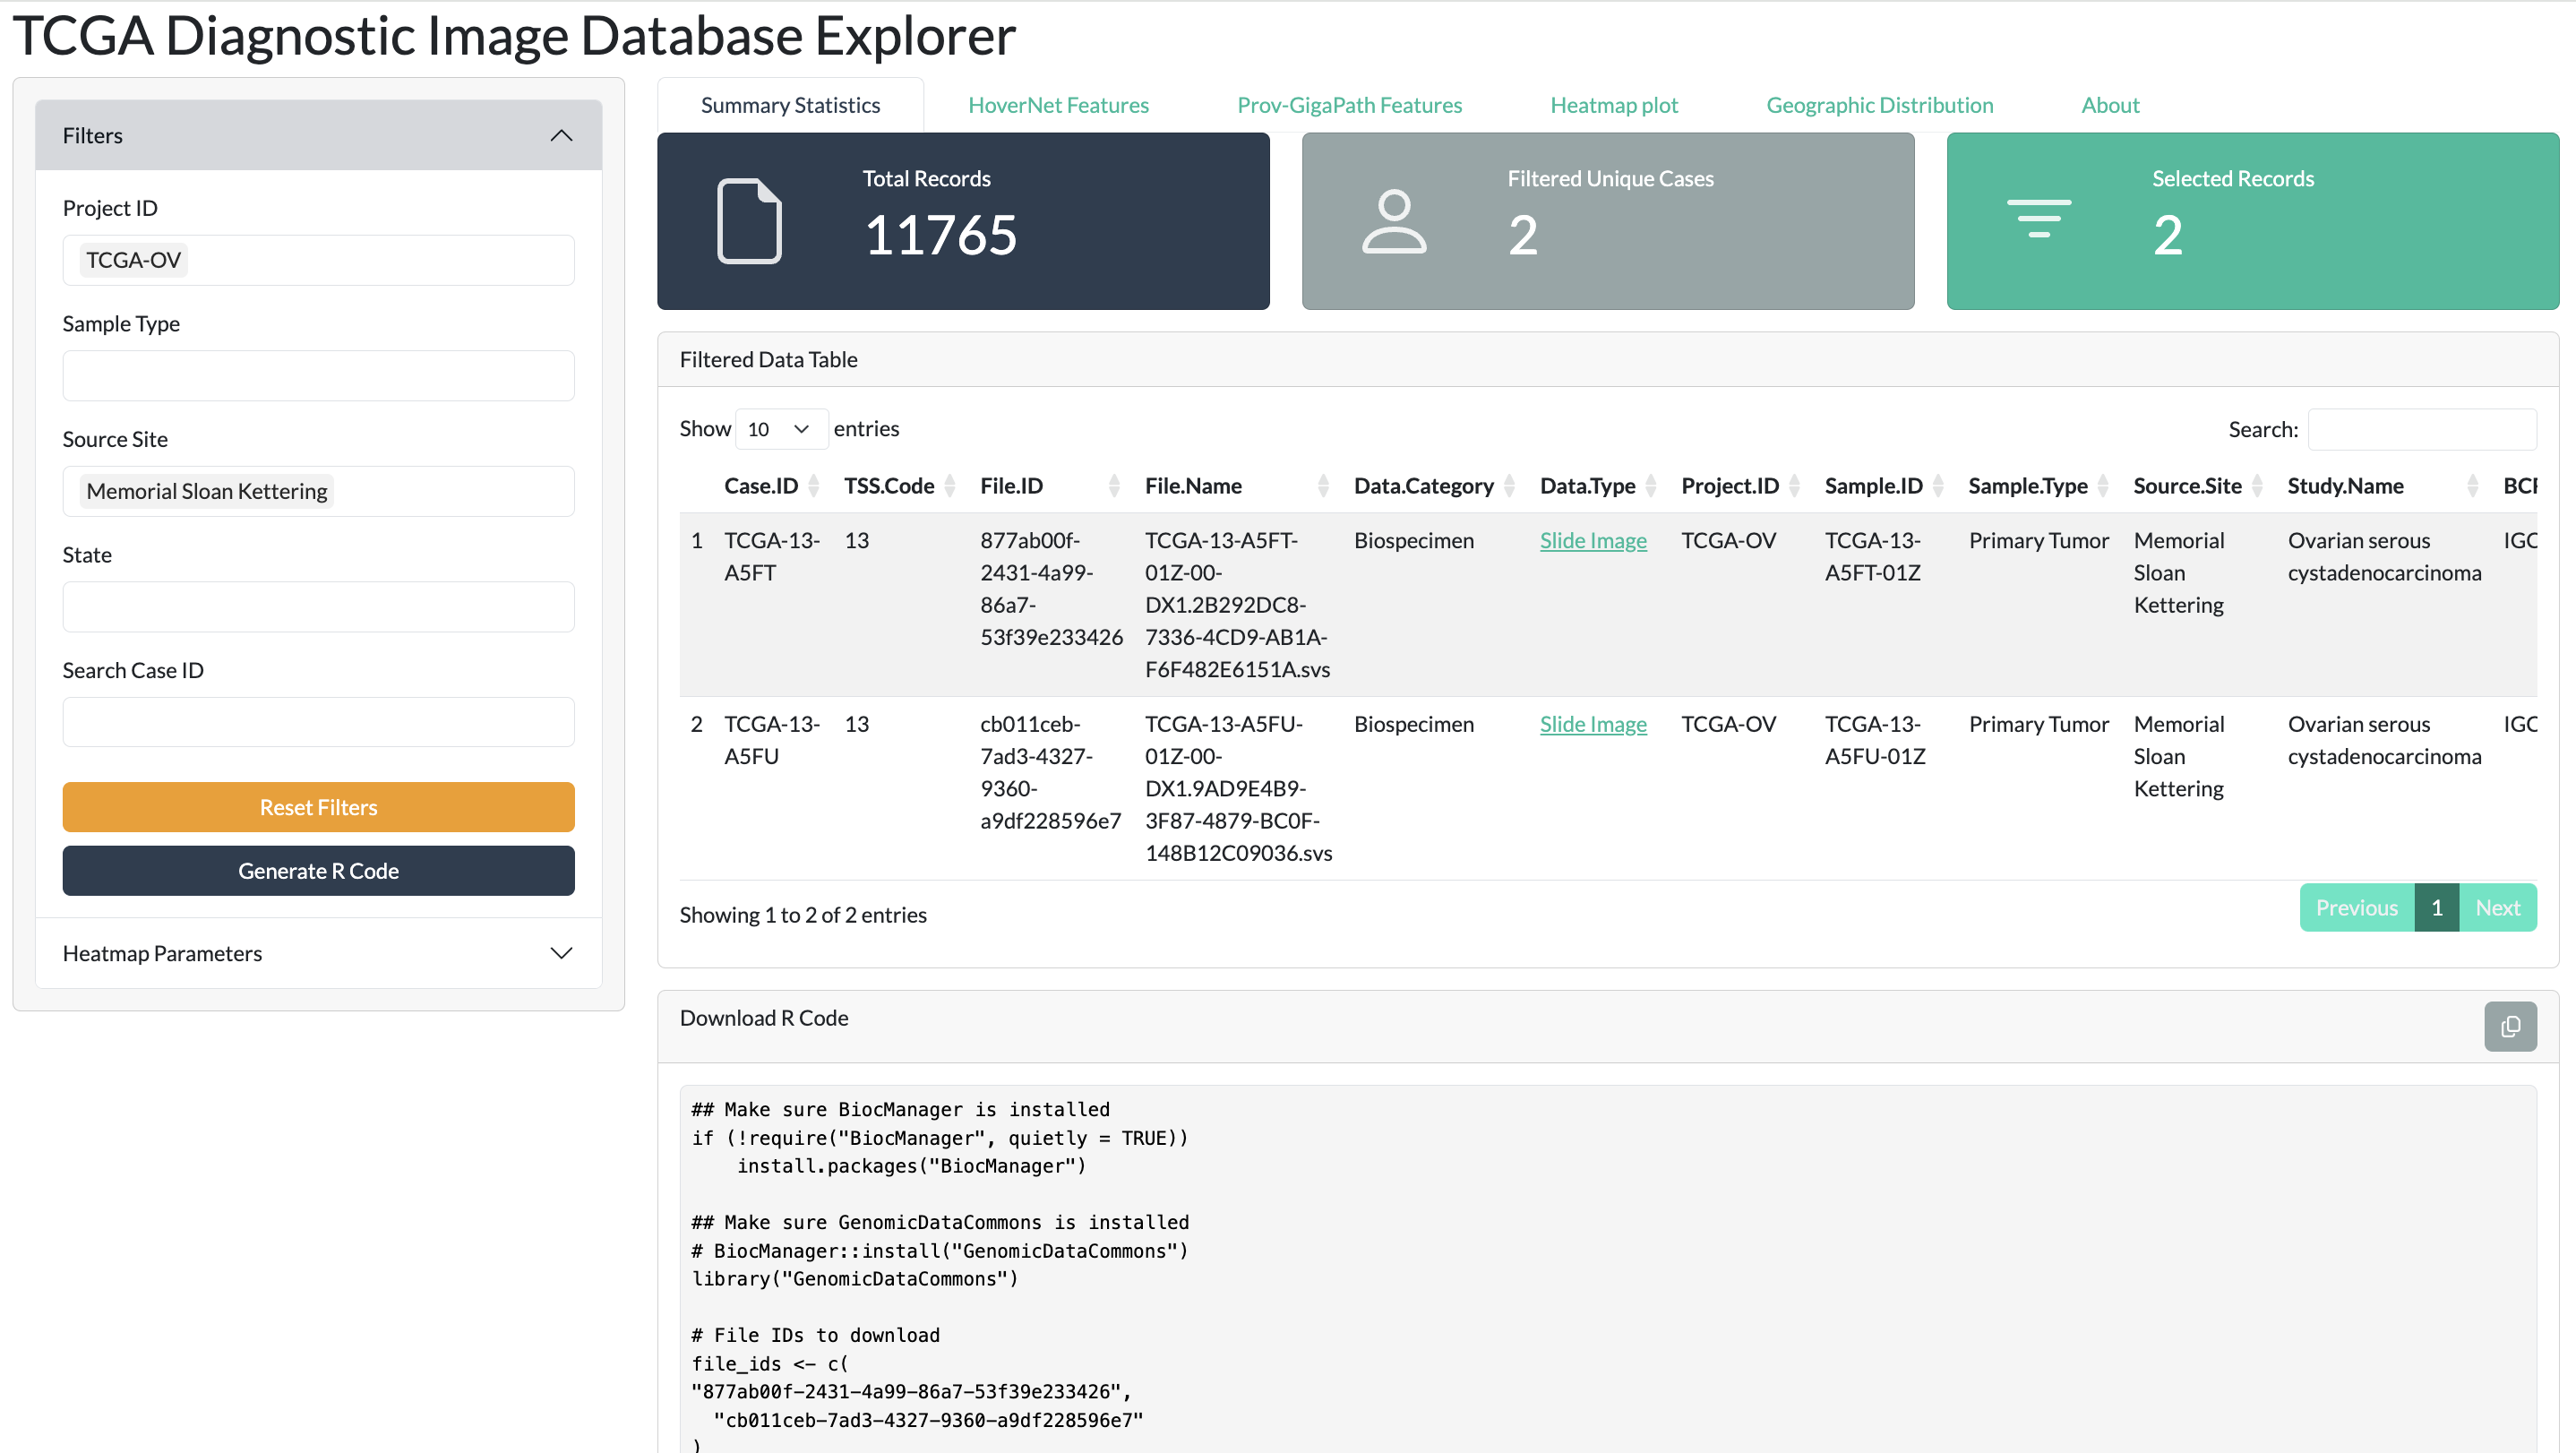 TCGA Diagnostic Image Database Explorer
Filters
Project ID
TCGA-OV
Sample Type
Source Site
Memorial Sloan Kettering
State
Search Case ID
Reset Filters
Generate R Code
Heatmap Parameters
Summary Statistics HoverNet Features Prov-GigaPath Features Heatmap plot Geographic Distribution About
Total Records
11765
Filtered Unique Cases
2
Selected Records
2
Filtered Data Table
Show 10 entries
Search:
Case.ID TSS.Code File.ID File.Name Data.Category Data.Type Project.ID Sample.ID Sample.Type Source.Site Study.Name BCR
1 TCGA-13- 13 877ab00f- TCGA-13-A5FT- Biospecimen Slide Image TCGA-OV TCGA-13- Primary Tumor Memorial Ovarian serous IGC
A5FT 2431-4a99- 01Z-00- A5FT-01Z Sloan cystadenocarcinoma
86a7- DX1.2B292DC8- Kettering
53f39e233426 7336-4CD9-AB1A-
F6F482E6151A.svs
2 TCGA-13- 13 cb011ceb- TCGA-13-A5FU- Biospecimen Slide Image TCGA-OV TCGA-13- Primary Tumor Memorial Ovarian serous IGC
A5FU 7ad3-4327- 01Z-00- A5FU-01Z Sloan cystadenocarcinoma
9360- DX1.9AD9E4B9- Kettering
a9df228596e7 3F87-4879-BC0F-
148B12C09036.svs
Showing 1 to 2 of 2 entries
Previous 1 Next
Download R Code
## Make sure BiocManager is installed
if (!require("BiocManager", quietly = TRUE))
    install.packages("BiocManager")
## Make sure GenomicDataCommons is installed
# BiocManager::install("GenomicDataCommons")
library("GenomicDataCommons")
# File IDs to download
file_ids <- c(
"877ab00f-2431-4a99-86a7-53f39e233426",
  "cb011ceb-7ad3-4327-9360-a9df228596e7"
)